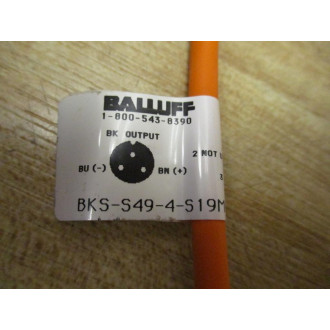 BALLUFF
1-800-543-8390
BK OUTPUT
2 NOT
BU (-)
BN (+)
BKS-S49-4-S19M